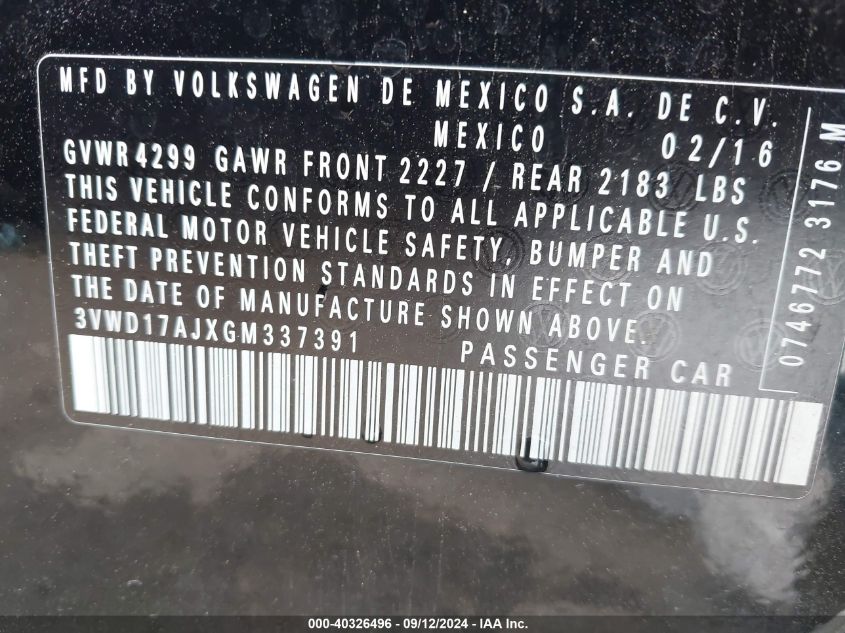 MFD BY VOLKSWAGEN DE MEXICO S.A. DE C.V.
MEXICO 02/16
GVWR 4299 GAWR FRONT 2227 / REAR 2183 LBS
THIS VEHICLE CONFORMS TO ALL APPLICABLE U.S.
FEDERAL MOTOR VEHICLE SAFETY, BUMPER AND
THEFT PREVENTION STANDARDS IN EFFECT ON
THE DATE OF MANUFACTURE SHOWN ABOVE.
3VWD17AJXGM337391 PASSENGER CAR
0746772 3176 M
000-40326496 - 09/12/2024 - IAA Inc.